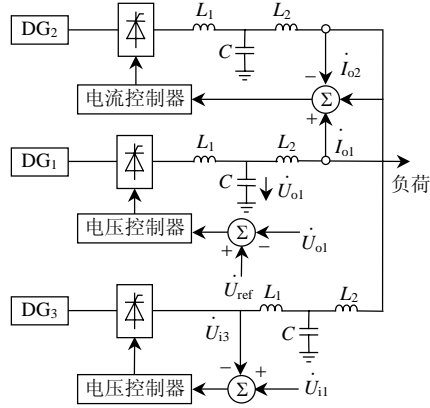 DG2 L1 L2
C
İo2
− Σ
电流控制器
+
İo1
DG1 L1 L2
负荷
C U̇o1
电压控制器 + Σ − U̇o1
U̇ref
DG3 L1 L2
U̇i3 C
− +
电压控制器 Σ U̇i1